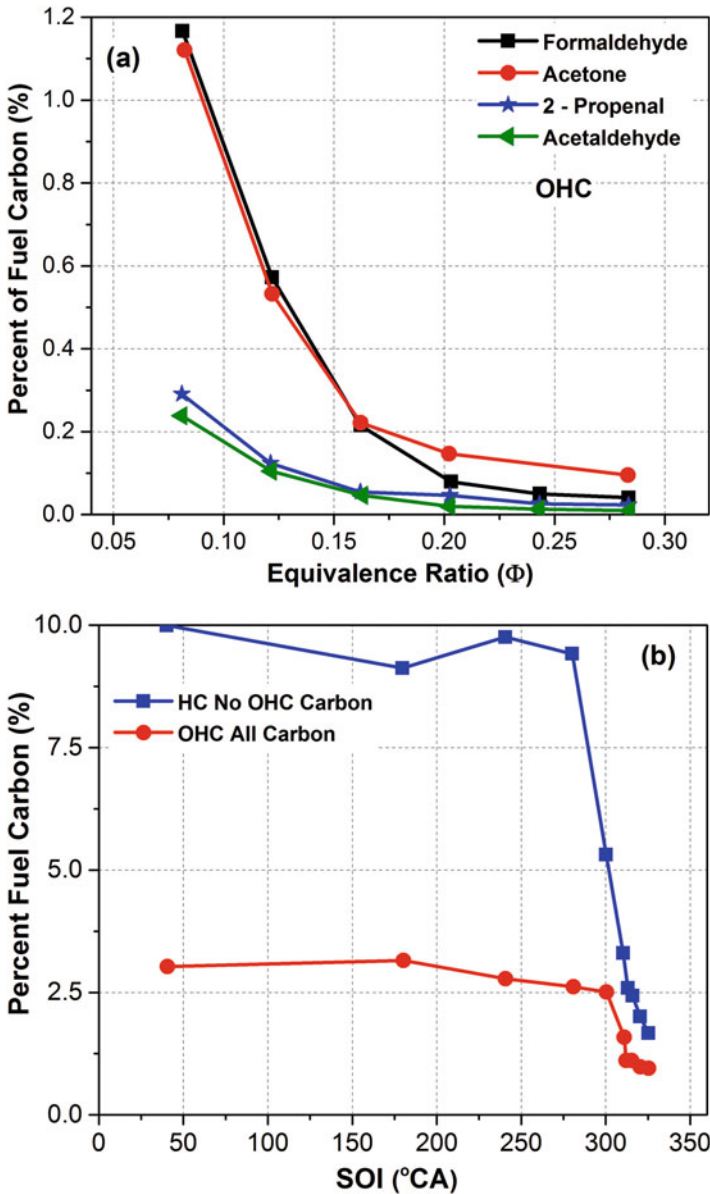 (a)
Formaldehyde
Acetone
2 - Propenal
Acetaldehyde
OHC
Percent of Fuel Carbon (%)
1.2
1.0
0.8
0.6
0.4
0.2
0.0
0.05 0.10 0.15 0.20 0.25 0.30
Equivalence Ratio (Φ)
(b)
HC No OHC Carbon
OHC All Carbon
Percent Fuel Carbon (%)
10.0
7.5
5.0
2.5
0.0
0 50 100 150 200 250 300 350
SOI (°CA)